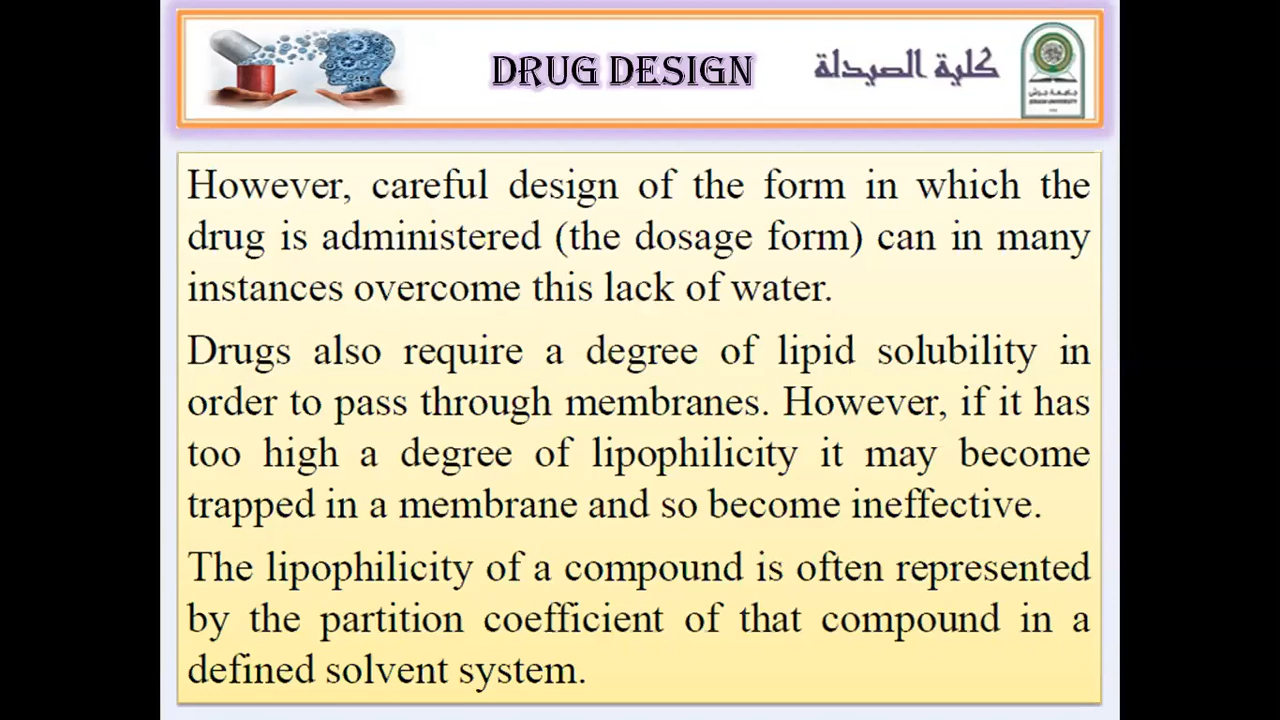 DRUG DESIGN
كلية الصيدلة
جامعة جرش
JERASH UNIVERSITY
However, careful design of the form in which the
drug is administered (the dosage form) can in many
instances overcome this lack of water.
Drugs also require a degree of lipid solubility in
order to pass through membranes. However, if it has
too high a degree of lipophilicity it may become
trapped in a membrane and so become ineffective.
The lipophilicity of a compound is often represented
by the partition coefficient of that compound in a
defined solvent system.